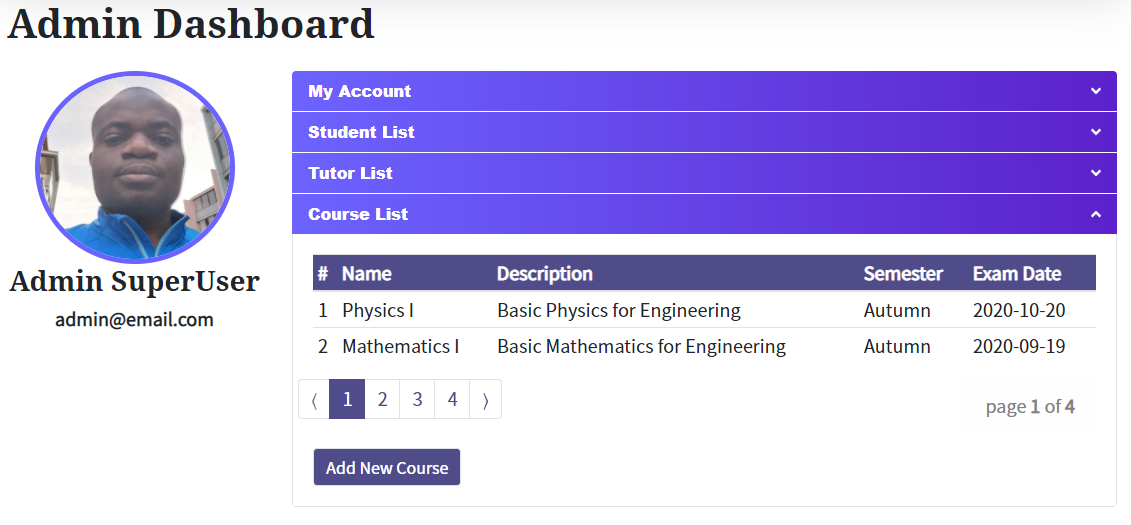 Admin Dashboard
Admin SuperUser
admin@email.com
My Account
Student List
Tutor List
Course List
# Name Description Semester Exam Date
1 Physics I Basic Physics for Engineering Autumn 2020-10-20
2 Mathematics I Basic Mathematics for Engineering Autumn 2020-09-19
⟨ 1 2 3 4 ⟩ page 1 of 4
Add New Course